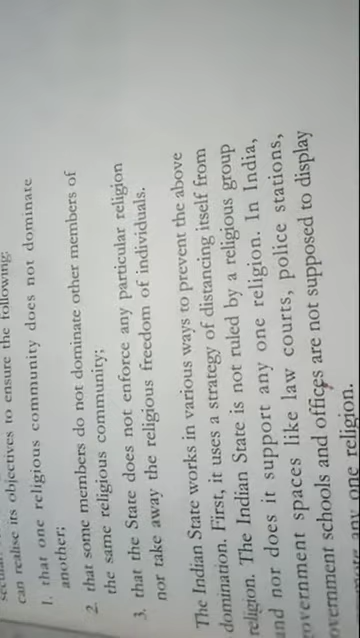 can realise its objectives to ensure the following:
1. that one religious community does not dominate
another;
2. that some members do not dominate other members of
the same religious community;
3. that the State does not enforce any particular religion
nor take away the religious freedom of individuals.
The Indian State works in various ways to prevent the above
domination. First, it uses a strategy of distancing itself from
religion. The Indian State is not ruled by a religious group
nd nor does it support any one religion. In India,
overnment spaces like law courts, police stations,
overnment schools and offices are not supposed to display
any one religion.